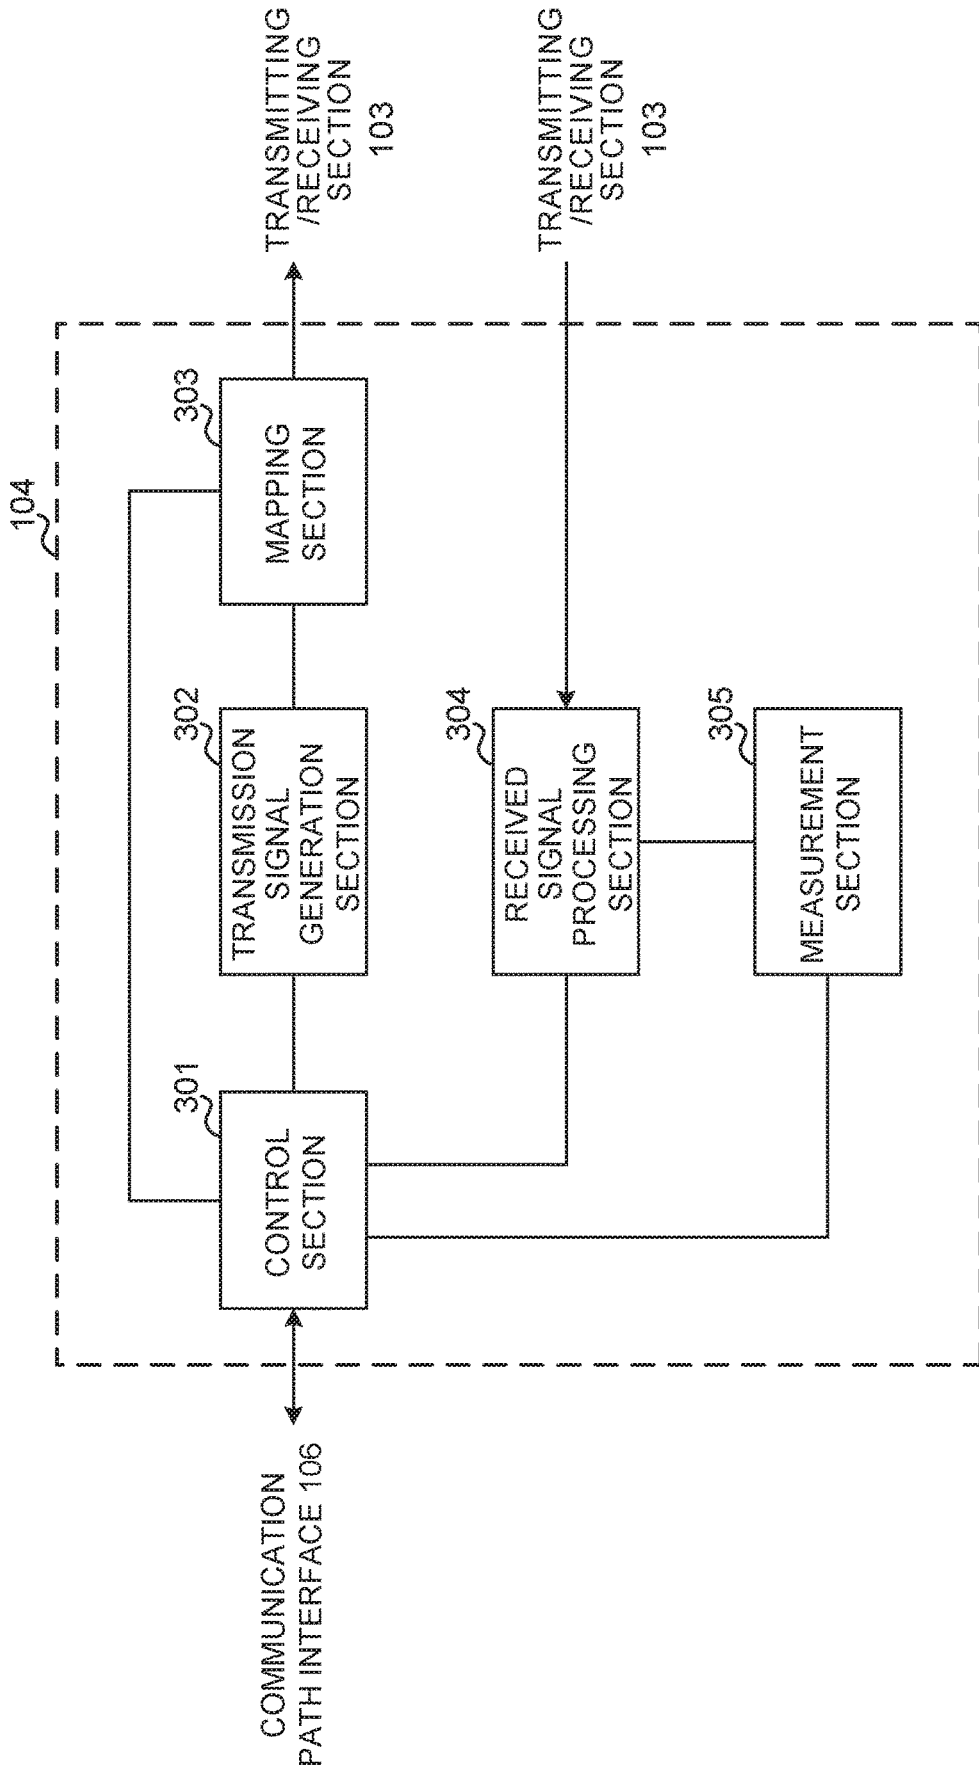 104
COMMUNICATION
PATH INTERFACE 106
301
CONTROL
SECTION
302
TRANSMISSION
SIGNAL
GENERATION
SECTION
303
MAPPING
SECTION
TRANSMITTING
/RECEIVING
SECTION
103
304
RECEIVED
SIGNAL
PROCESSING
SECTION
TRANSMITTING
/RECEIVING
SECTION
103
305
MEASUREMENT
SECTION